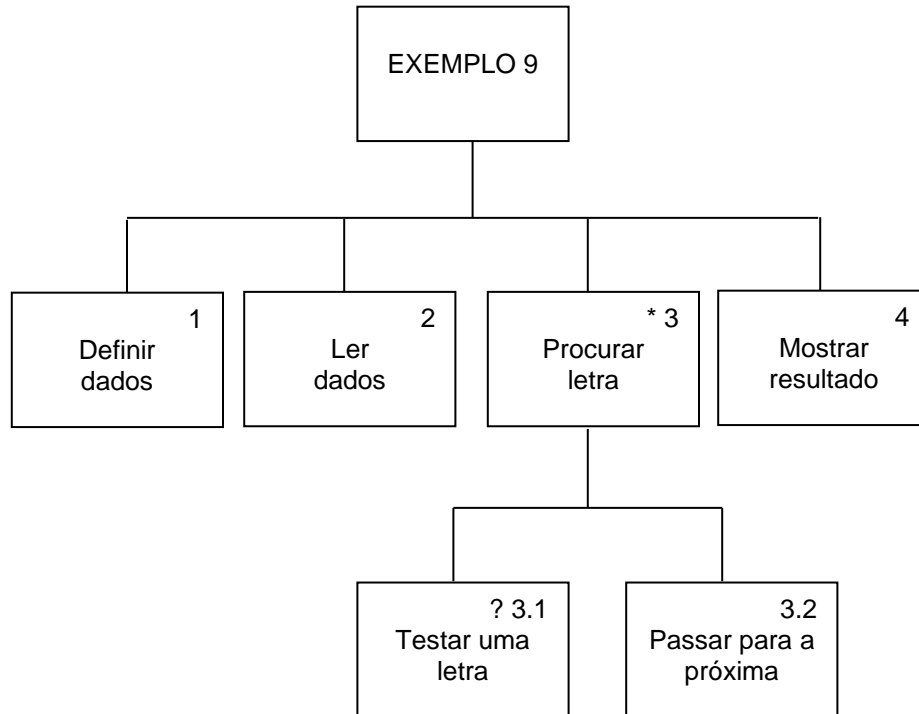 EXEMPLO 9
1
Definir
dados
2
Ler
dados
* 3
Procurar
letra
4
Mostrar
resultado
? 3.1
Testar uma
letra
3.2
Passar para a
próxima